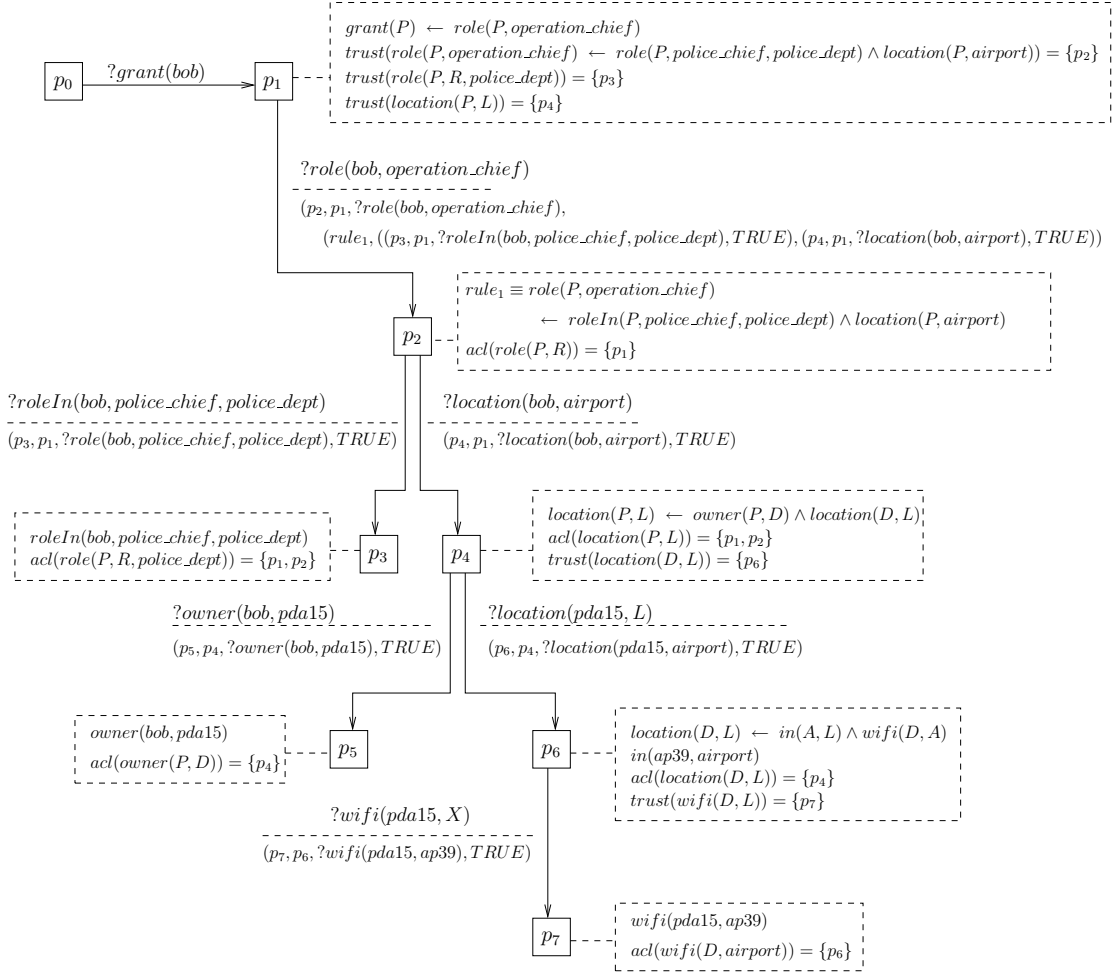 p0
?grant(bob)
p1
grant(P) ← role(P, operation_chief)
trust(role(P, operation_chief) ← role(P, police_chief, police_dept) ∧ location(P, airport)) = {p2}
trust(role(P, R, police_dept)) = {p3}
trust(location(P, L)) = {p4}
?role(bob, operation_chief)
(p2, p1, ?role(bob, operation_chief),
(rule1, ((p3, p1, ?roleIn(bob, police_chief, police_dept), TRUE), (p4, p1, ?location(bob, airport), TRUE))
p2
rule1 ≡ role(P, operation_chief)
← roleIn(P, police_chief, police_dept) ∧ location(P, airport)
acl(role(P, R)) = {p1}
?roleIn(bob, police_chief, police_dept)
(p3, p1, ?role(bob, police_chief, police_dept), TRUE)
?location(bob, airport)
(p4, p1, ?location(bob, airport), TRUE)
roleIn(bob, police_chief, police_dept)
acl(role(P, R, police_dept)) = {p1, p2}
p3
p4
location(P, L) ← owner(P, D) ∧ location(D, L)
acl(location(P, L)) = {p1, p2}
trust(location(D, L)) = {p6}
?owner(bob, pda15)
(p5, p4, ?owner(bob, pda15), TRUE)
?location(pda15, L)
(p6, p4, ?location(pda15, airport), TRUE)
owner(bob, pda15)
acl(owner(P, D)) = {p4}
p5
p6
location(D, L) ← in(A, L) ∧ wifi(D, A)
in(ap39, airport)
acl(location(D, L)) = {p4}
trust(wifi(D, L)) = {p7}
?wifi(pda15, X)
(p7, p6, ?wifi(pda15, ap39), TRUE)
p7
wifi(pda15, ap39)
acl(wifi(D, airport)) = {p6}